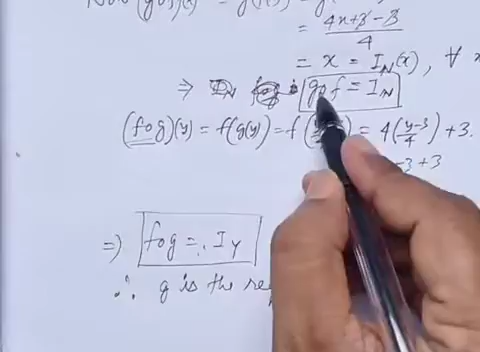 = 4x+3-3 / 4
= x = I_N(x), ∀
⇒ gof = I_N
(fog)(y) = f(g(y)) = f( ) = 4(y-3/4) + 3.
-3+3
⇒) fog = I_Y
∴ g is the